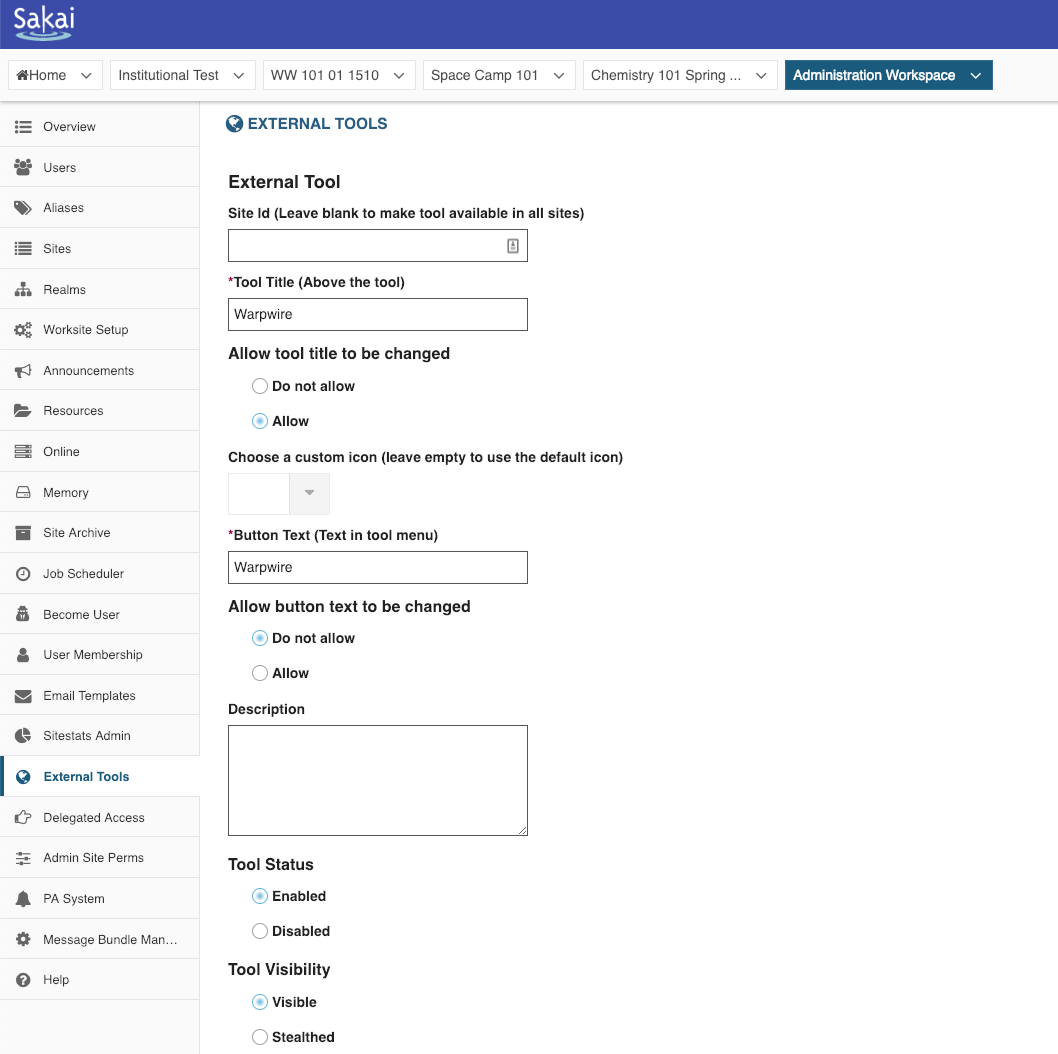 Sakai
Home
Institutional Test
WW 101 01 1510
Space Camp 101
Chemistry 101 Spring ...
Administration Workspace
Overview
Users
Aliases
Sites
Realms
Worksite Setup
Announcements
Resources
Online
Memory
Site Archive
Job Scheduler
Become User
User Membership
Email Templates
Sitestats Admin
External Tools
Delegated Access
Admin Site Perms
PA System
Message Bundle Man...
Help
EXTERNAL TOOLS
External Tool
Site Id (Leave blank to make tool available in all sites)
*Tool Title (Above the tool)
Warpwire
Allow tool title to be changed
Do not allow
Allow
Choose a custom icon (leave empty to use the default icon)
*Button Text (Text in tool menu)
Warpwire
Allow button text to be changed
Do not allow
Allow
Description
Tool Status
Enabled
Disabled
Tool Visibility
Visible
Stealthed